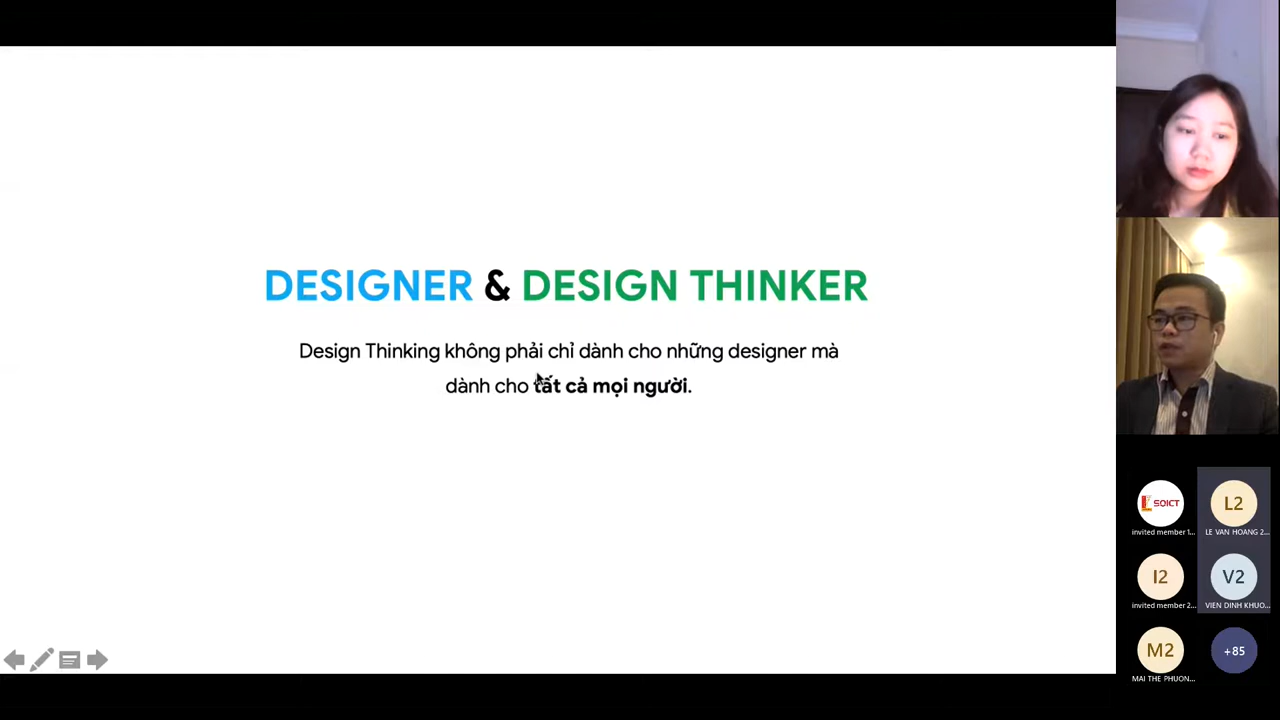 DESIGNER & DESIGN THINKER
Design Thinking không phải chỉ dành cho những designer mà
dành cho tất cả mọi người.
SOICT
invited member 1...
L2
LE VAN HOANG 2...
I2
invited member 2...
V2
VIEN DINH KHUO...
M2
MAI THE PHUON...
+85